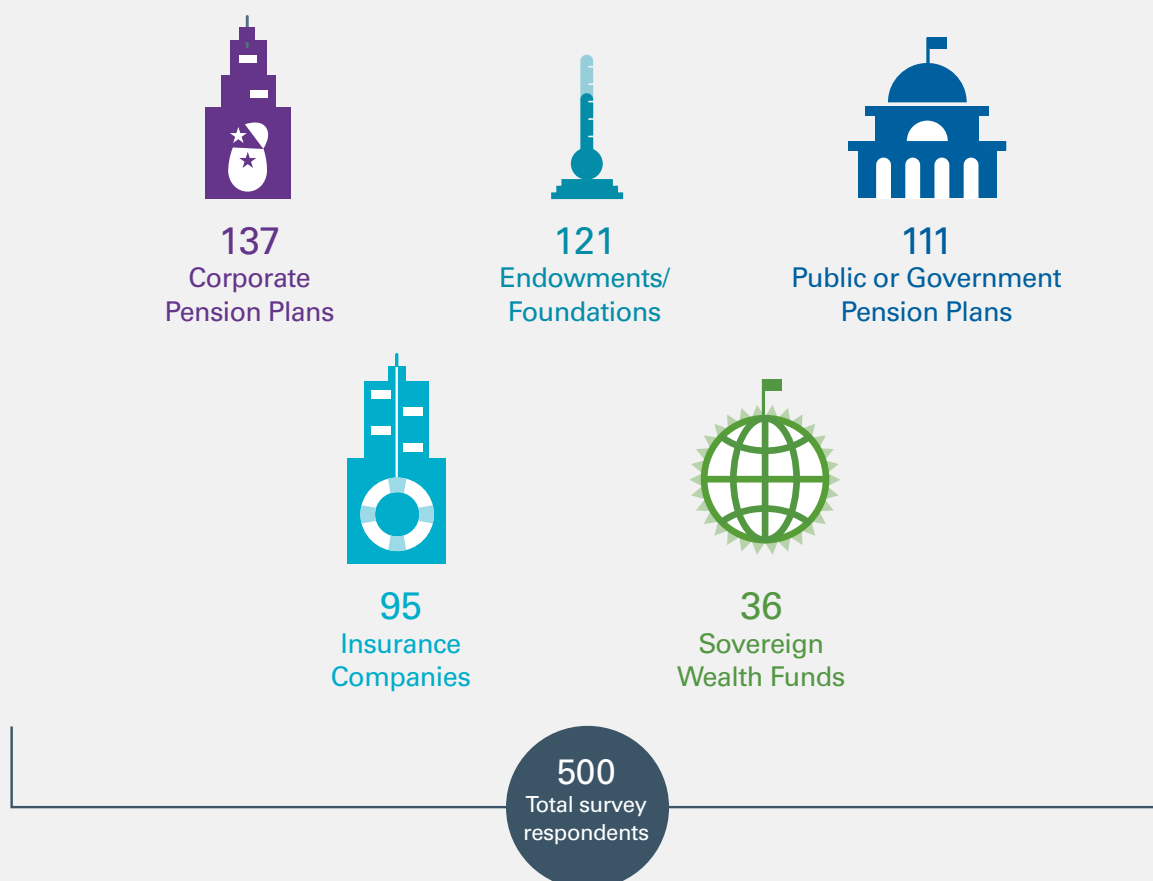 137
Corporate
Pension Plans
121
Endowments/
Foundations
111
Public or Government
Pension Plans
95
Insurance
Companies
36
Sovereign
Wealth Funds
500
Total survey
respondents